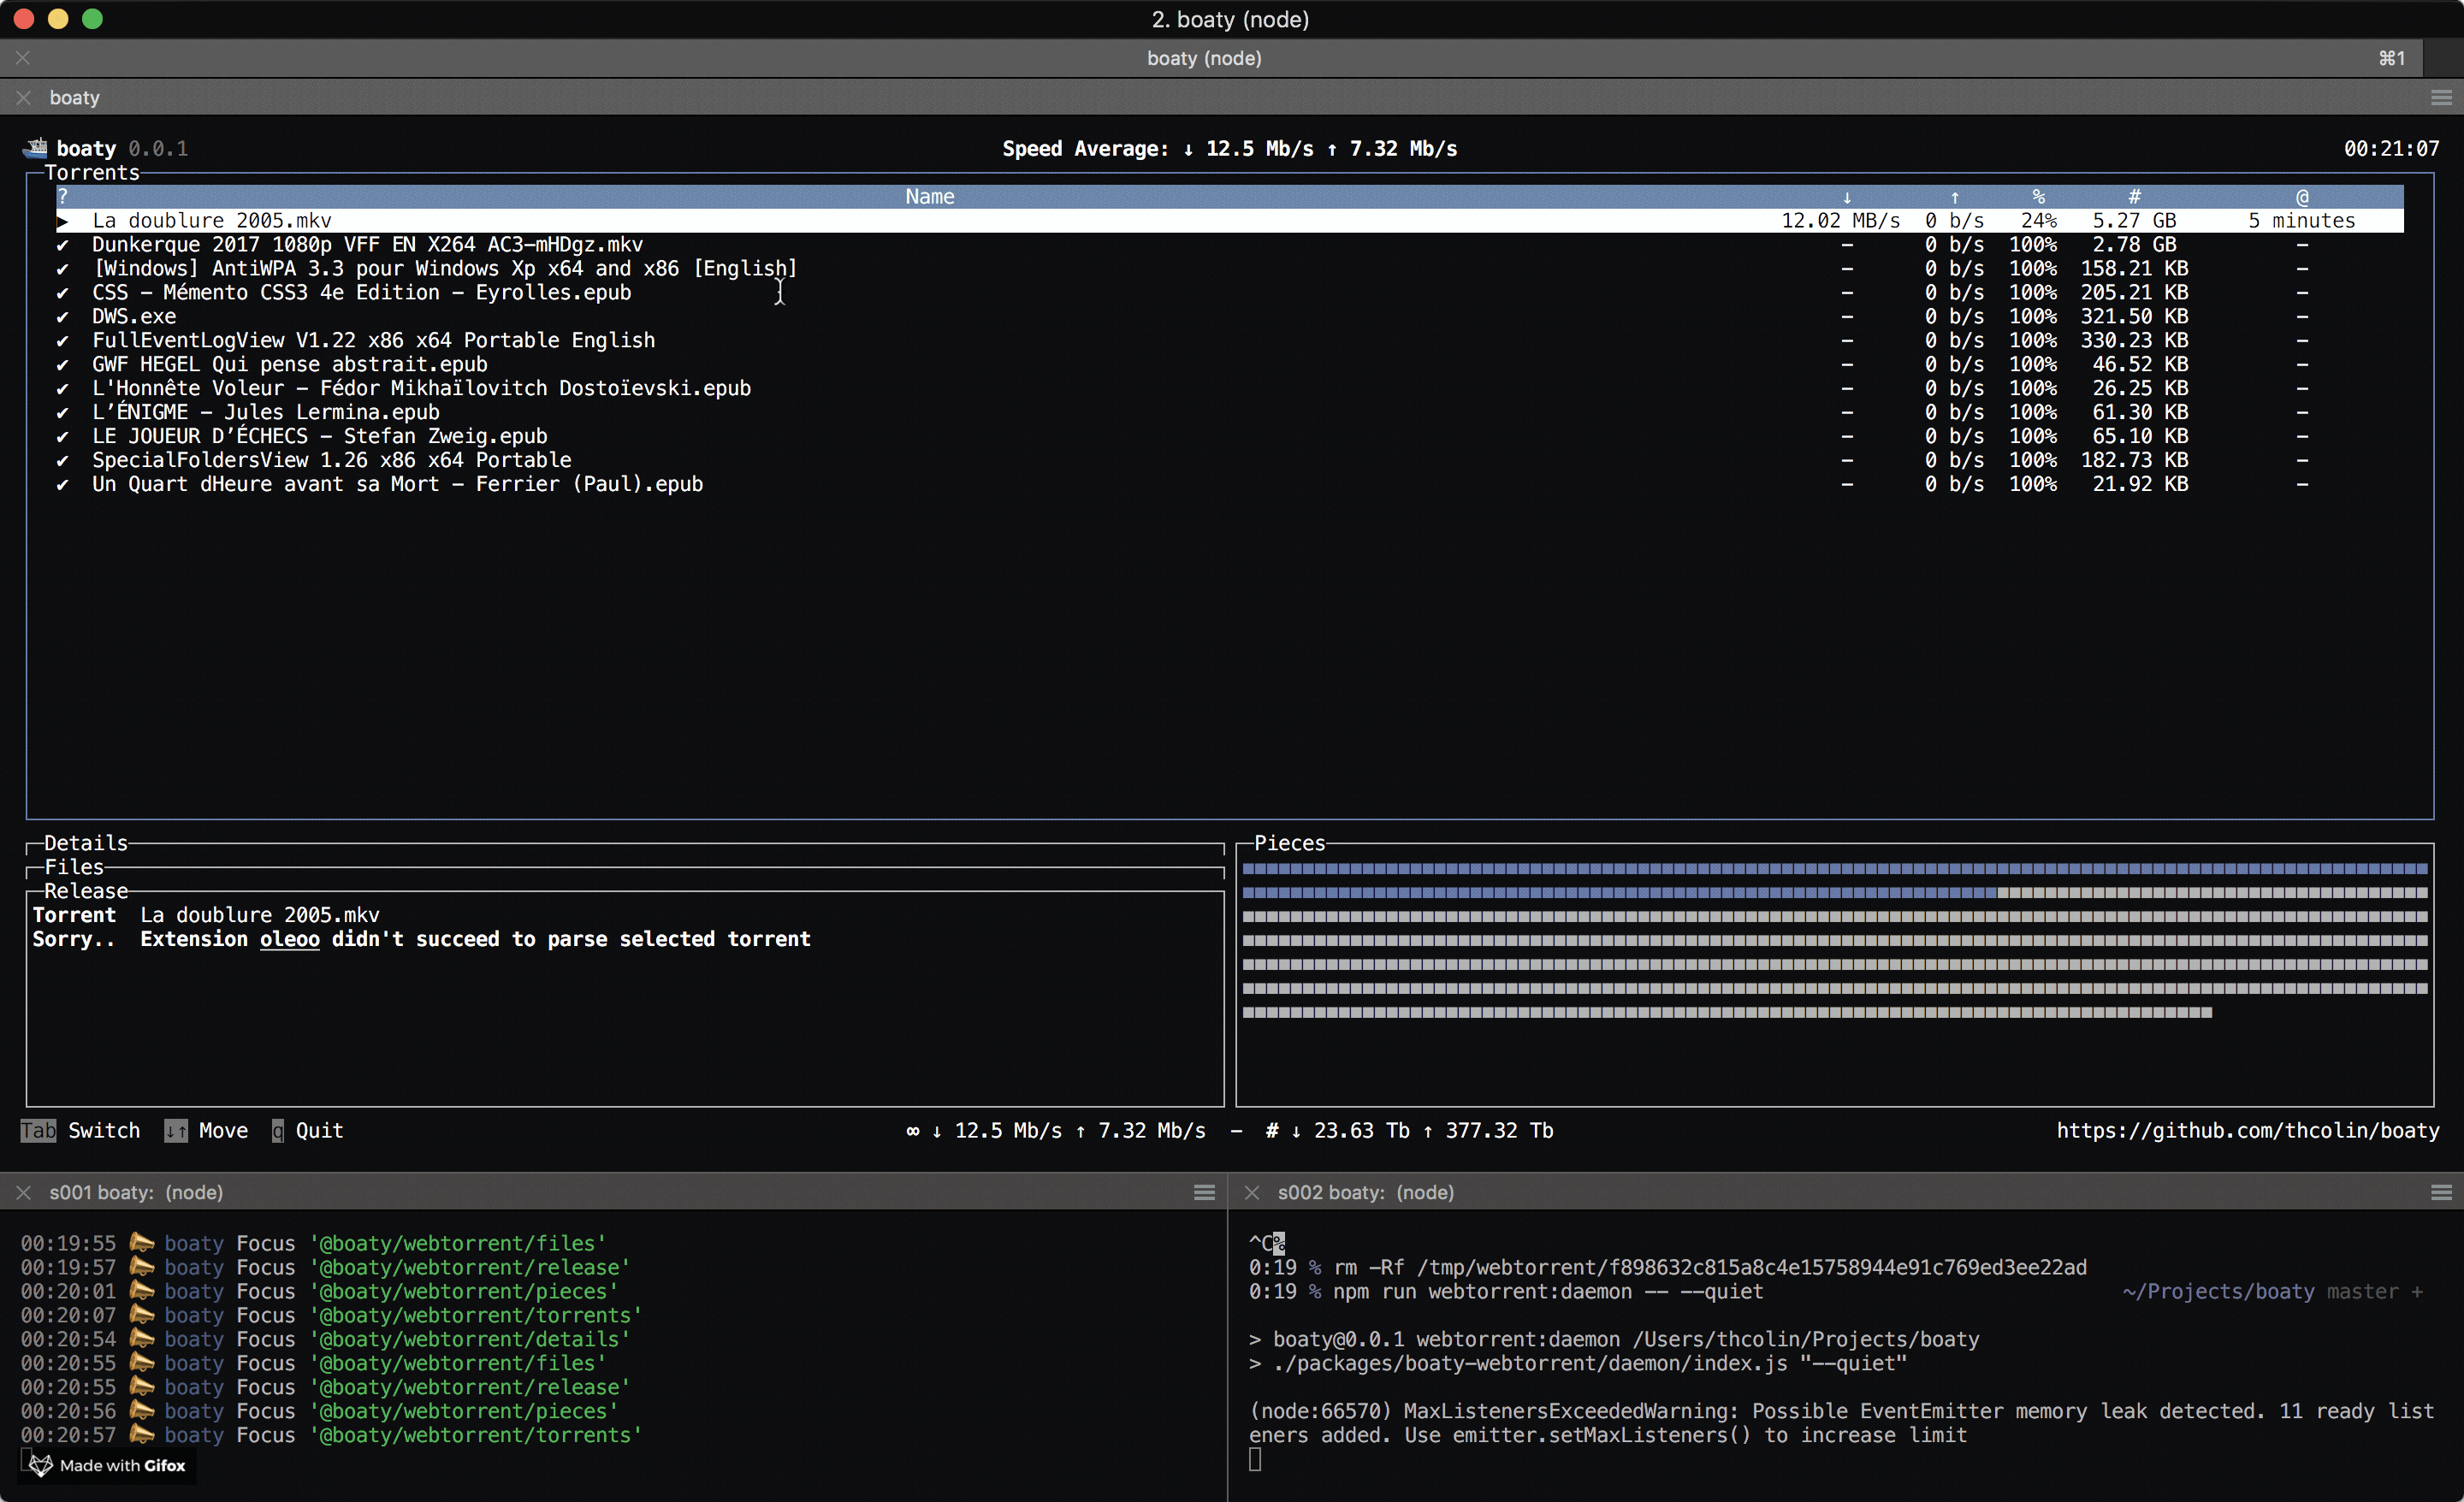 2. boaty (node)
boaty (node) ⌘1
boaty
boaty 0.0.1 Speed Average: ↓ 12.5 Mb/s ↑ 7.32 Mb/s 00:21:07
Torrents
? Name ↓ ↑ % # @
▶ La doublure 2005.mkv 12.02 MB/s 0 b/s 24% 5.27 GB 5 minutes
✔ Dunkerque 2017 1080p VFF EN X264 AC3-mHDgz.mkv – 0 b/s 100% 2.78 GB –
✔ [Windows] AntiWPA 3.3 pour Windows Xp x64 and x86 [English] – 0 b/s 100% 158.21 KB –
✔ CSS - Mémento CSS3 4e Edition - Eyrolles.epub – 0 b/s 100% 205.21 KB –
✔ DWS.exe – 0 b/s 100% 321.50 KB –
✔ FullEventLogView V1.22 x86 x64 Portable English – 0 b/s 100% 330.23 KB –
✔ GWF HEGEL Qui pense abstrait.epub – 0 b/s 100% 46.52 KB –
✔ L'Honnête Voleur - Fédor Mikhaïlovitch Dostoïevski.epub – 0 b/s 100% 26.25 KB –
✔ L’ÉNIGME - Jules Lermina.epub – 0 b/s 100% 61.30 KB –
✔ LE JOUEUR D’ÉCHECS - Stefan Zweig.epub – 0 b/s 100% 65.10 KB –
✔ SpecialFoldersView 1.26 x86 x64 Portable – 0 b/s 100% 182.73 KB –
✔ Un Quart dHeure avant sa Mort - Ferrier (Paul).epub – 0 b/s 100% 21.92 KB –
Details
Files
Release
Torrent La doublure 2005.mkv
Sorry.. Extension oleoo didn't succeed to parse selected torrent
Pieces
Tab Switch ↓↑ Move q Quit ∞ ↓ 12.5 Mb/s ↑ 7.32 Mb/s – # ↓ 23.63 Tb ↑ 377.32 Tb https://github.com/thcolin/boaty
s001 boaty: (node)
00:19:55 boaty Focus '@boaty/webtorrent/files'
00:19:57 boaty Focus '@boaty/webtorrent/release'
00:20:01 boaty Focus '@boaty/webtorrent/pieces'
00:20:07 boaty Focus '@boaty/webtorrent/torrents'
00:20:54 boaty Focus '@boaty/webtorrent/details'
00:20:55 boaty Focus '@boaty/webtorrent/files'
00:20:55 boaty Focus '@boaty/webtorrent/release'
00:20:56 boaty Focus '@boaty/webtorrent/pieces'
00:20:57 boaty Focus '@boaty/webtorrent/torrents'
Made with Gifox
s002 boaty: (node)
^C%
0:19 % rm -Rf /tmp/webtorrent/f898632c815a8c4e15758944e91c769ed3ee22ad
0:19 % npm run webtorrent:daemon -- --quiet ~/Projects/boaty master +
> boaty@0.0.1 webtorrent:daemon /Users/thcolin/Projects/boaty
> ./packages/boaty-webtorrent/daemon/index.js "--quiet"
(node:66570) MaxListenersExceededWarning: Possible EventEmitter memory leak detected. 11 ready list
eners added. Use emitter.setMaxListeners() to increase limit